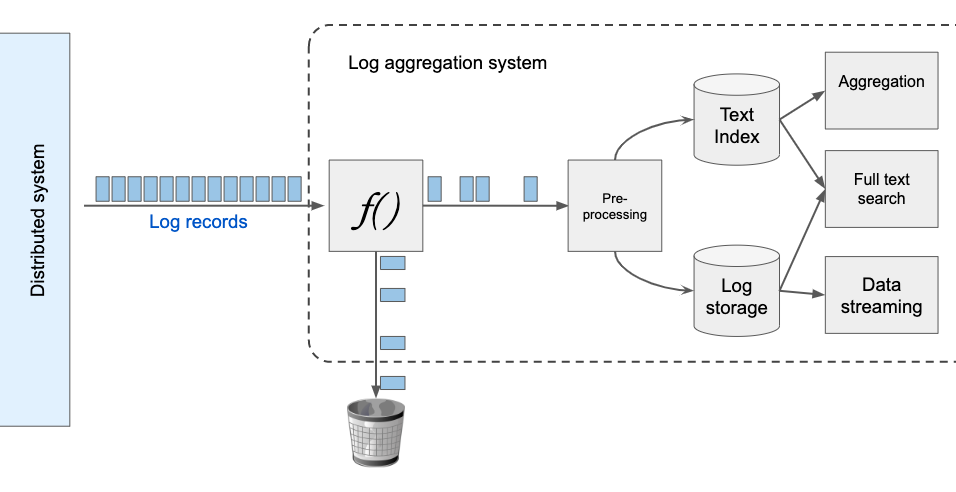 Distributed system
Log records
Log aggregation system
f()
Pre-
processing
Text
Index
Log
storage
Aggregation
Full text
search
Data
streaming